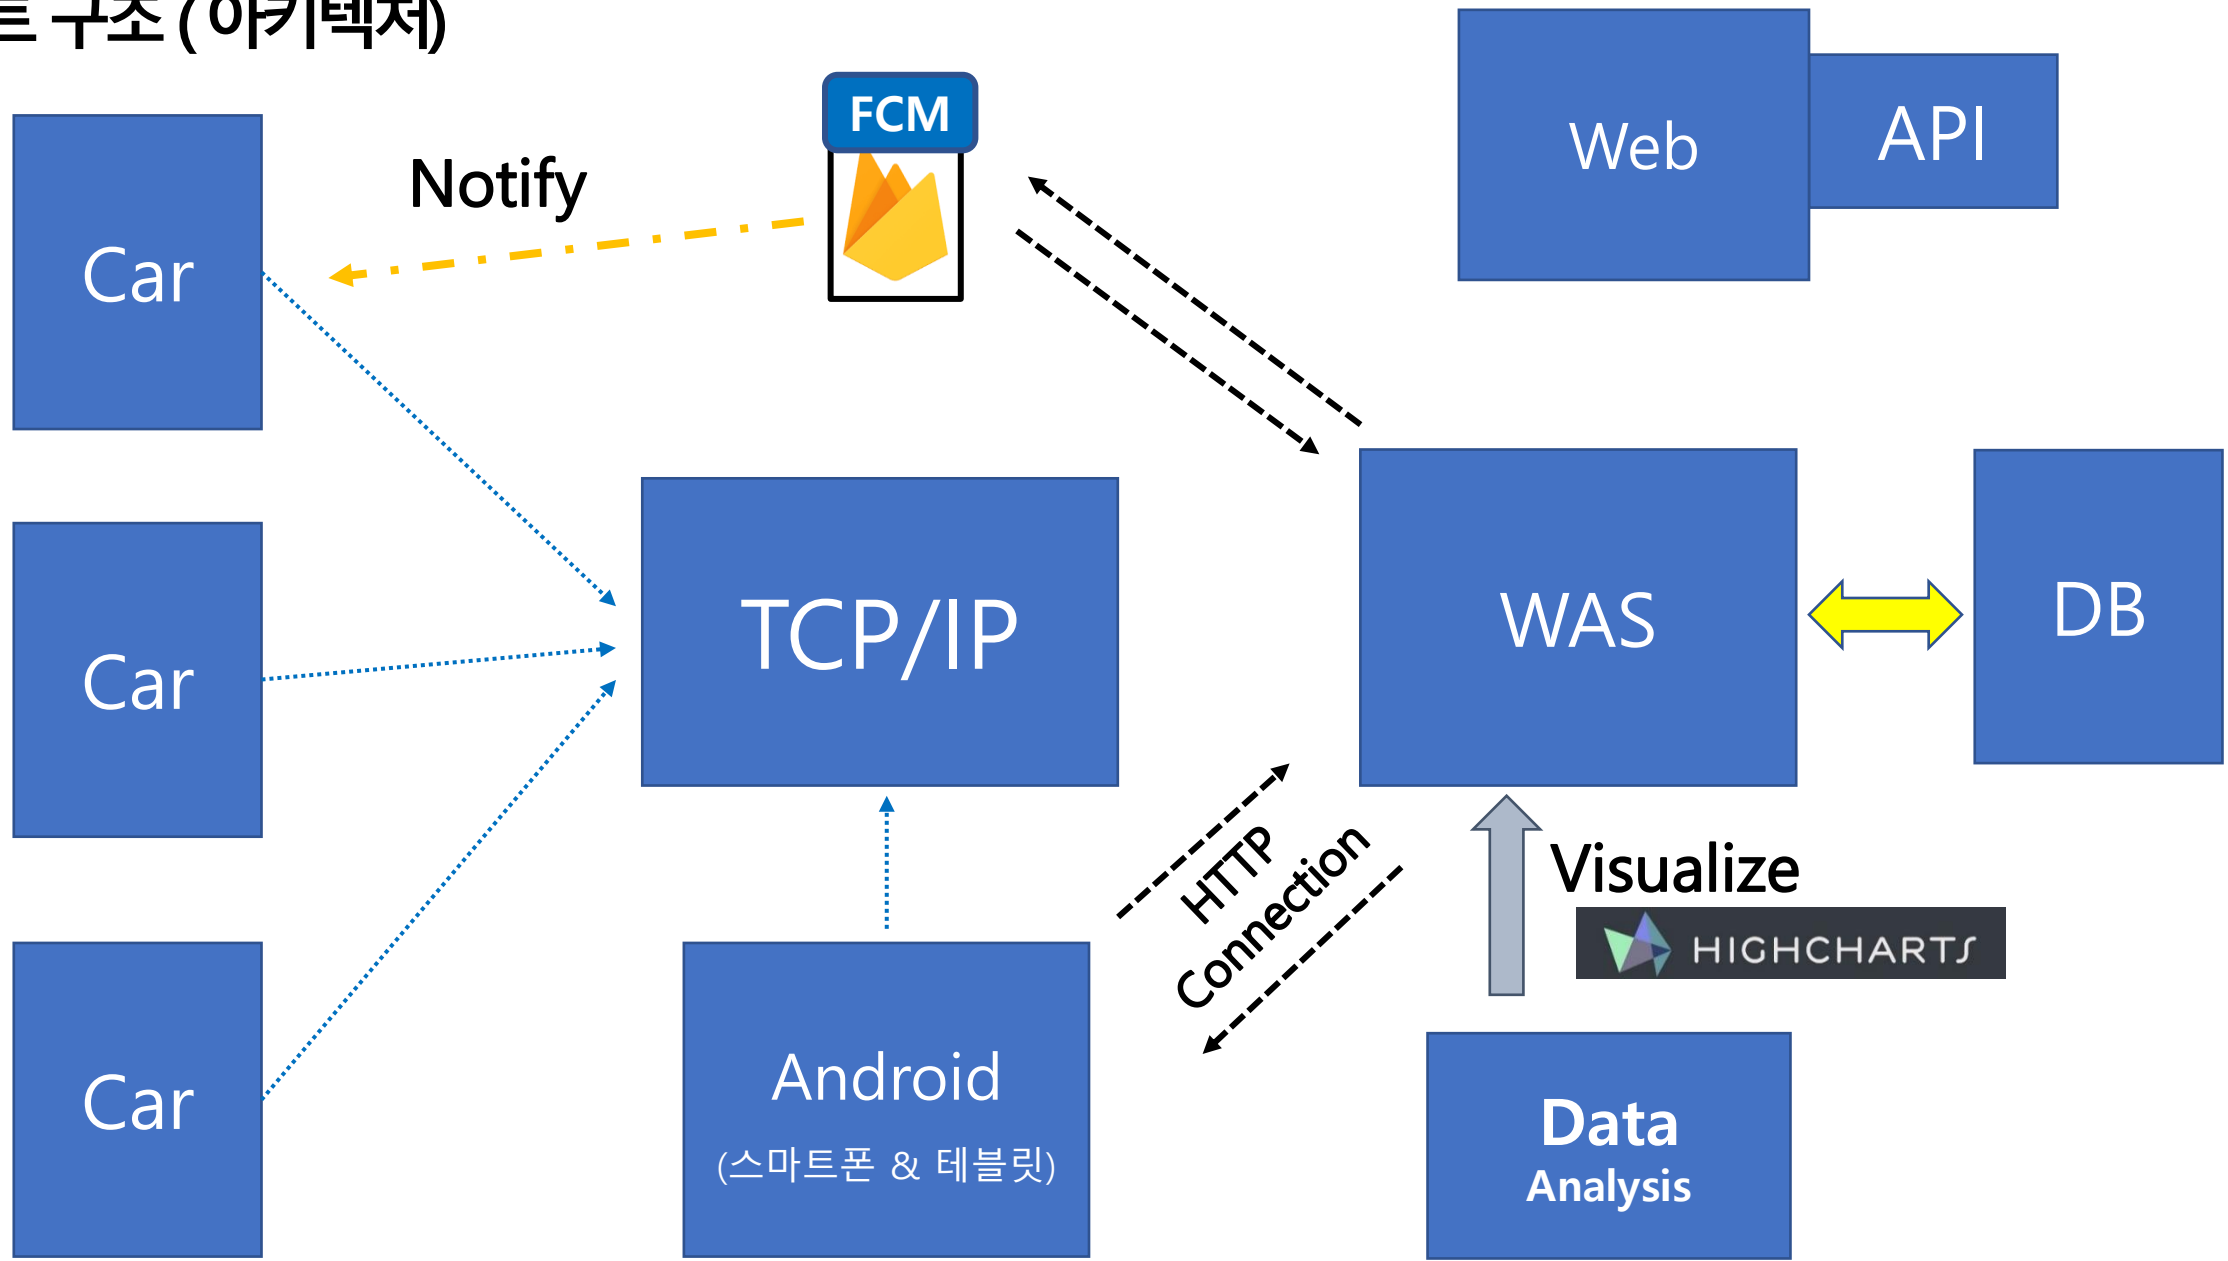 트 구조 ( 아키텍처)
FCM
Web
API
Notify
Car
TCP/IP
WAS
DB
Car
HTTP
Connection
Visualize
HIGHCHARTS
Car
Android
(스마트폰 & 테블릿)
Data
Analysis